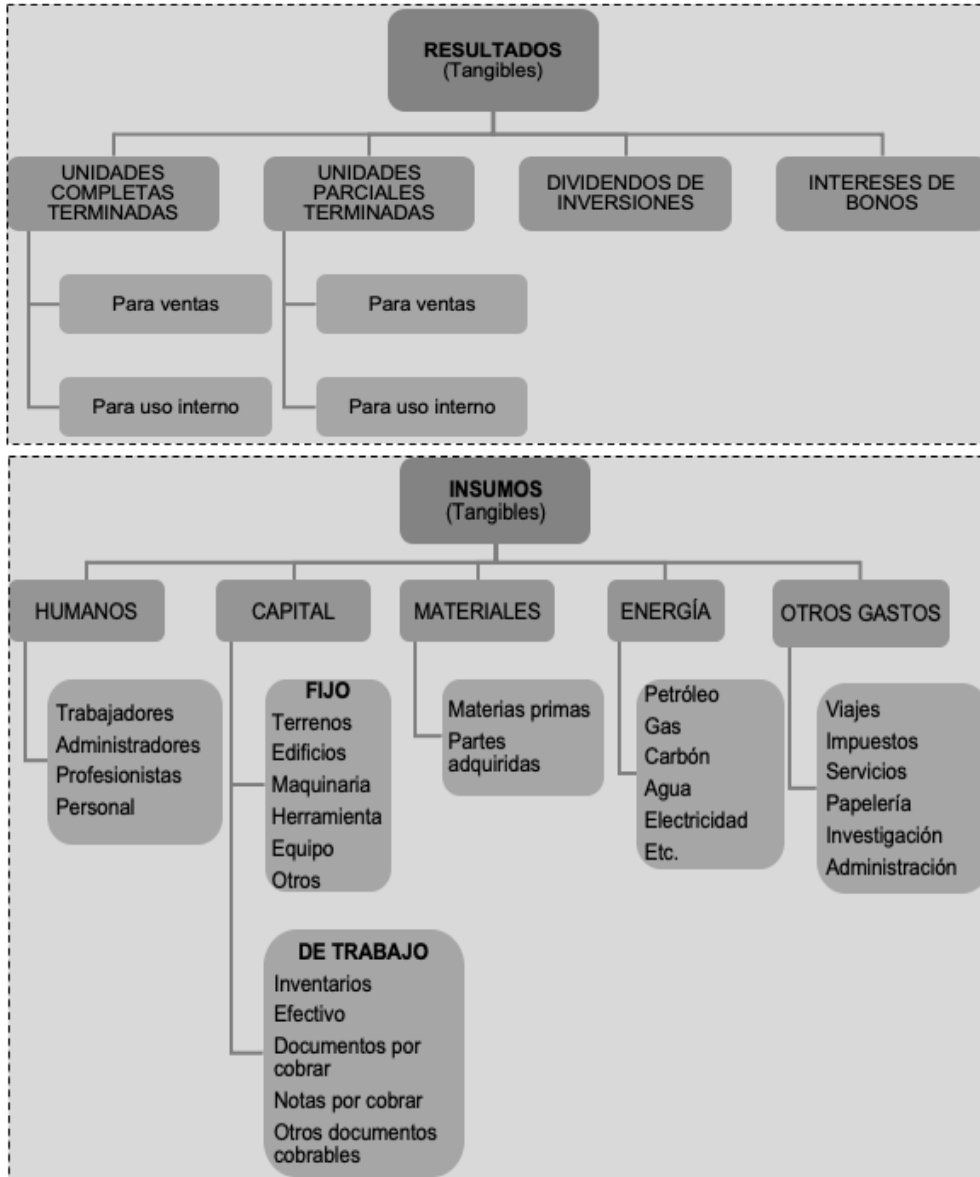 RESULTADOS
(Tangibles)
UNIDADES
COMPLETAS
TERMINADAS
UNIDADES
PARCIALES
TERMINADAS
DIVIDENDOS DE
INVERSIONES
INTERESES DE
BONOS
Para ventas
Para ventas
Para uso interno
Para uso interno
INSUMOS
(Tangibles)
HUMANOS
CAPITAL
MATERIALES
ENERGÍA
OTROS GASTOS
Trabajadores
Administradores
Profesionistas
Personal
FIJO
Terrenos
Edificios
Maquinaria
Herramienta
Equipo
Otros
DE TRABAJO
Inventarios
Efectivo
Documentos por
cobrar
Notas por cobrar
Otros documentos
cobrables
Materias primas
Partes
adquiridas
Petróleo
Gas
Carbón
Agua
Electricidad
Etc.
Viajes
Impuestos
Servicios
Papelería
Investigación
Administración